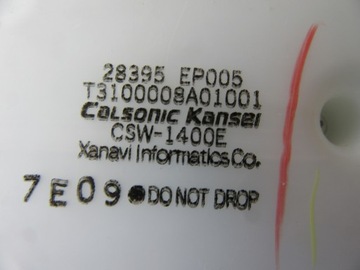 28395 EP005
T3100008A01001
Calsonic Kansei
CSW-1400E
Xanavi Informatics Co.
7E09●DO NOT DROP